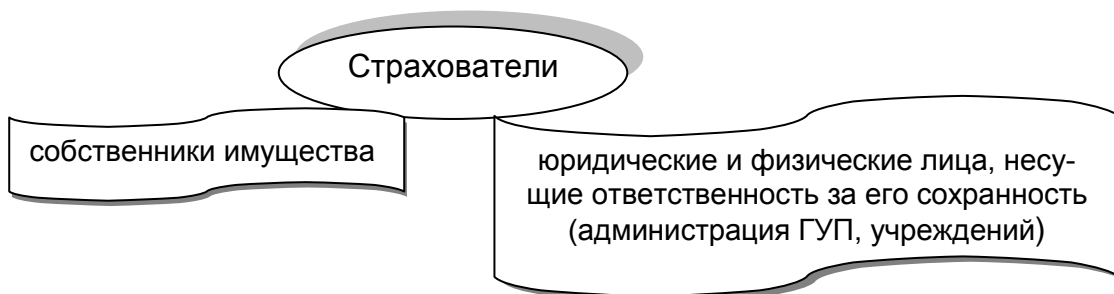 Страхователи
собственники имущества
юридические и физические лица, несу-
щие ответственность за его сохранность
(администрация ГУП, учреждений)